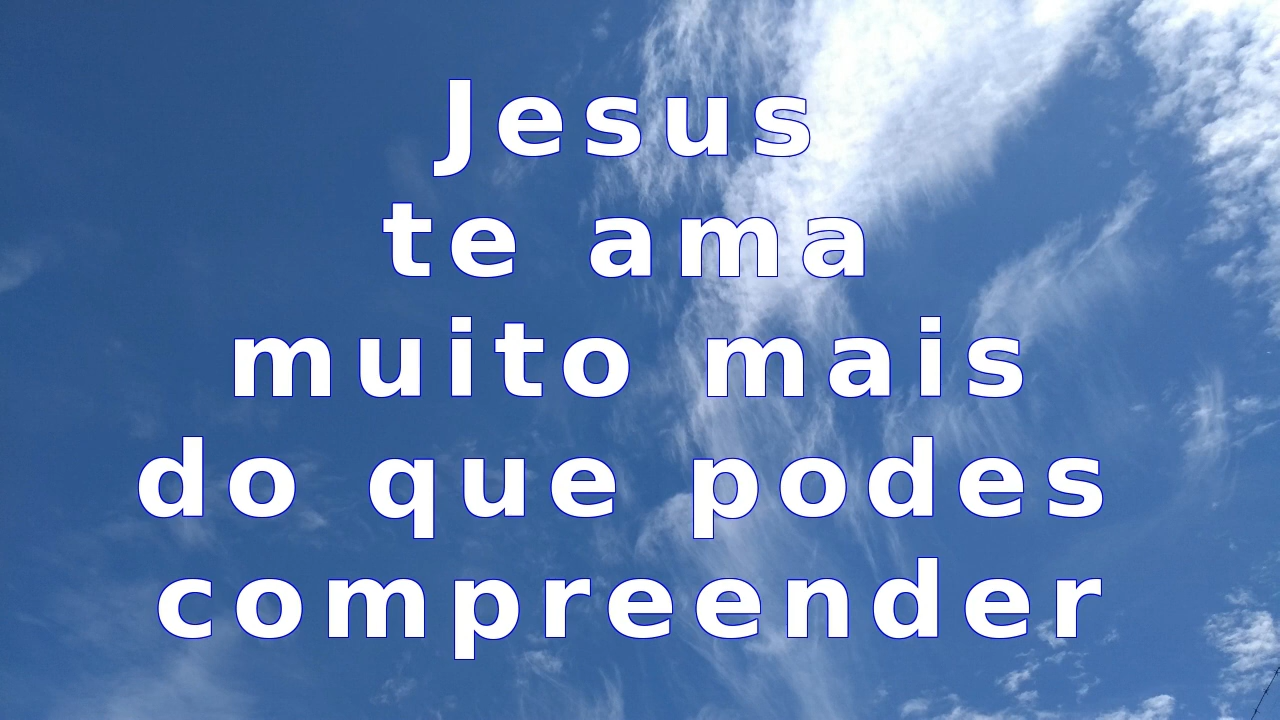 Jesus
te ama
muito mais
do que podes
compreender